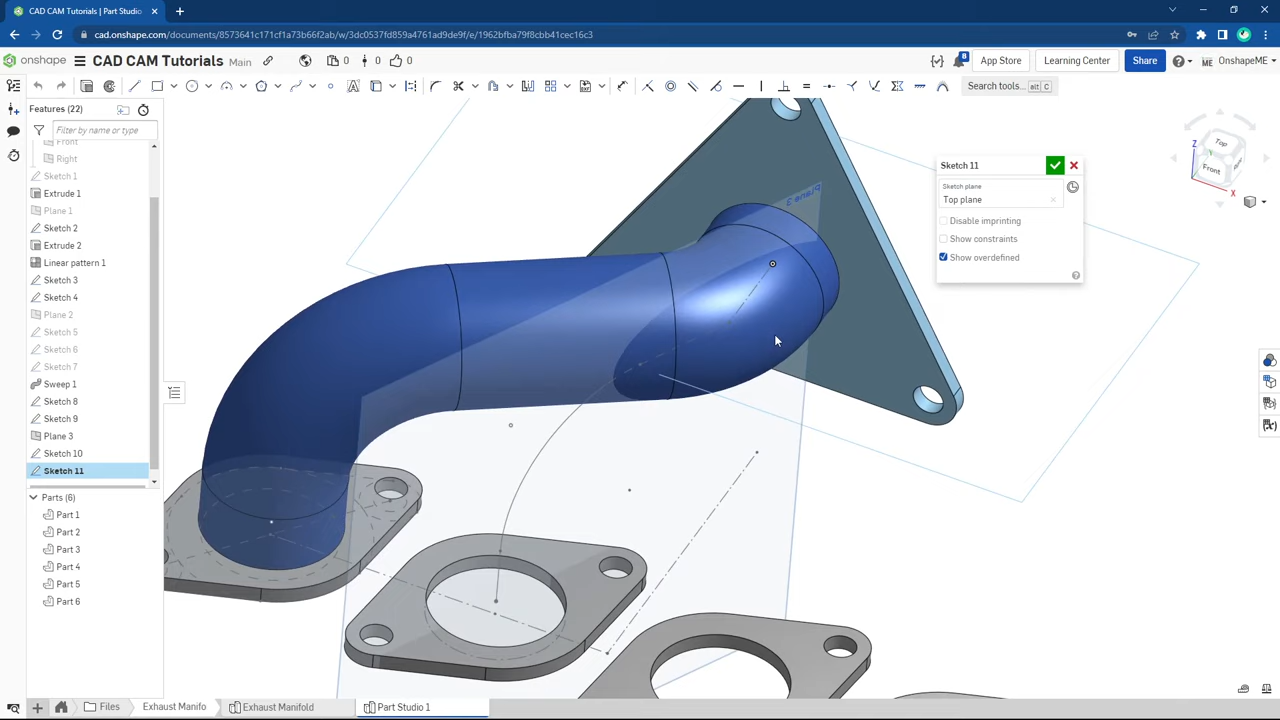 CAD CAM Tutorials | Part Studio
cad.onshape.com/documents/8573641c171cf1a73b66f2ab/w/3dc0537fd859a4761ad9de9f/e/1962bfba79f8cbb41cec16c3
onshape
CAD CAM Tutorials Main
0
0
0
8
App Store
Learning Center
Share
OnshapeME
Search tools... alt C
Features (22)
Filter by name or type
Front
Right
Sketch 1
Extrude 1
Plane 1
Sketch 2
Extrude 2
Linear pattern 1
Sketch 3
Sketch 4
Plane 2
Sketch 5
Sketch 6
Sketch 7
Sweep 1
Sketch 8
Sketch 9
Plane 3
Sketch 10
Sketch 11
Parts (6)
Part 1
Part 2
Part 3
Part 4
Part 5
Part 6
Plane 3
Sketch 11
Sketch plane
Top plane
Disable imprinting
Show constraints
Show overdefined
Z
Top
Front
X
Files
Exhaust Manifo
Exhaust Manifold
Part Studio 1